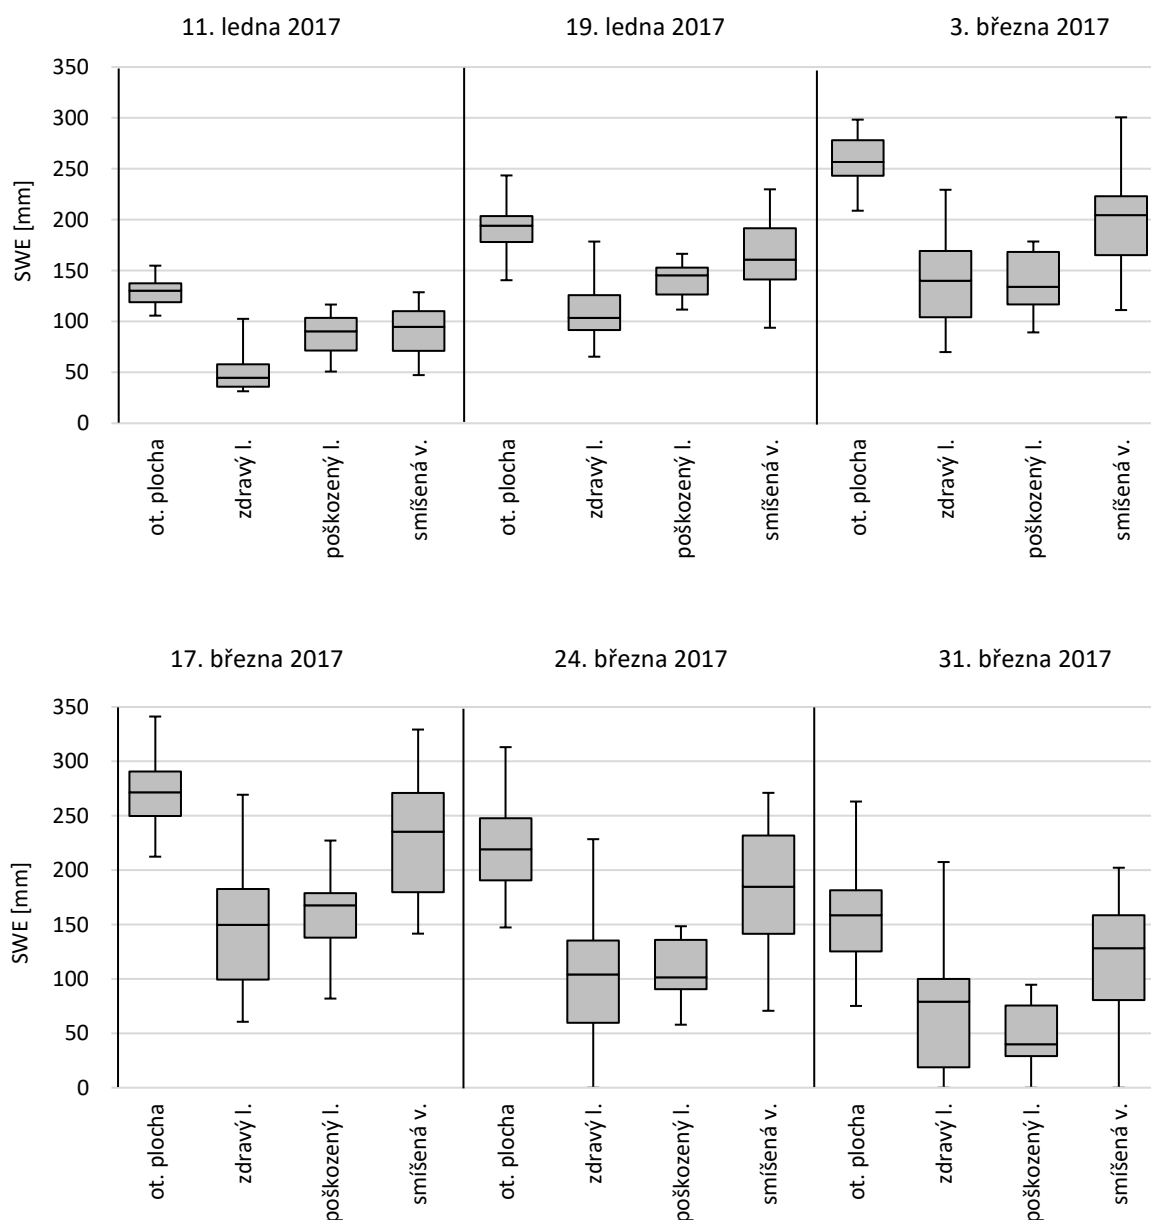 11. ledna 2017
19. ledna 2017
3. března 2017
SWE [mm]
350
300
250
200
150
100
50
0
ot. plocha
zdravý l.
poškozený l.
smíšená v.
ot. plocha
zdravý l.
poškozený l.
smíšená v.
ot. plocha
zdravý l.
poškozený l.
smíšená v.
17. března 2017
24. března 2017
31. března 2017
SWE [mm]
350
300
250
200
150
100
50
0
ot. plocha
zdravý l.
poškozený l.
smíšená v.
ot. plocha
zdravý l.
poškozený l.
smíšená v.
ot. plocha
zdravý l.
poškozený l.
smíšená v.